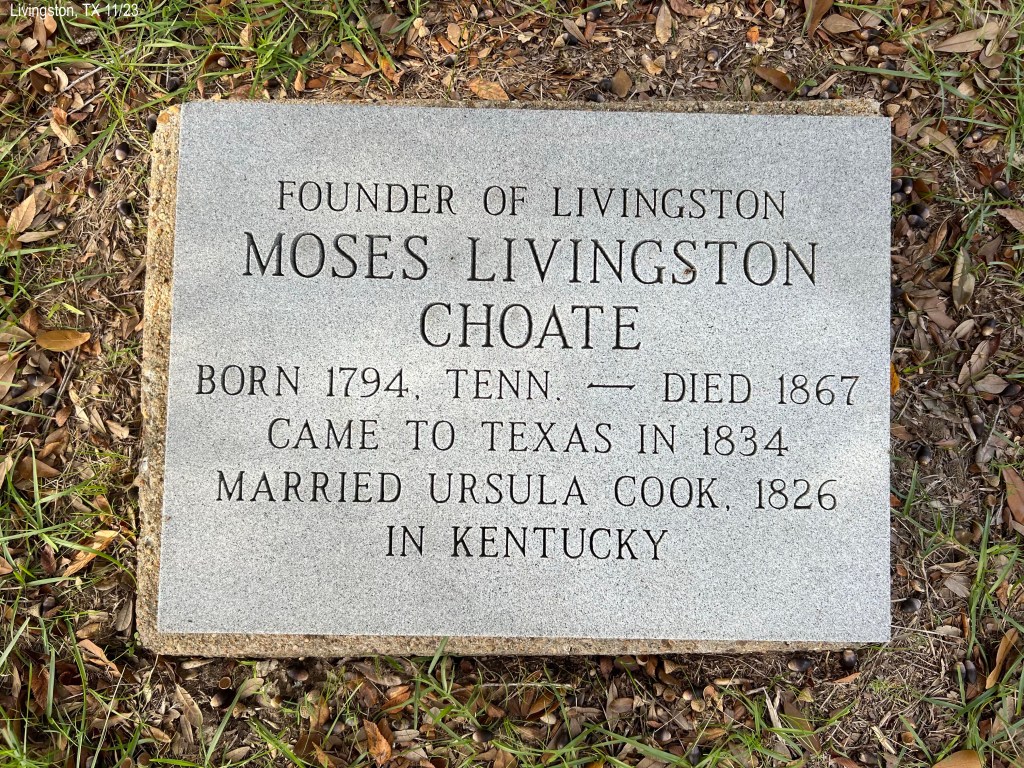 Livingston, TX 11/23
FOUNDER OF LIVINGSTON
MOSES LIVINGSTON
CHOATE
BORN 1794, TENN. — DIED 1867
CAME TO TEXAS IN 1834
MARRIED URSULA COOK, 1826
IN KENTUCKY